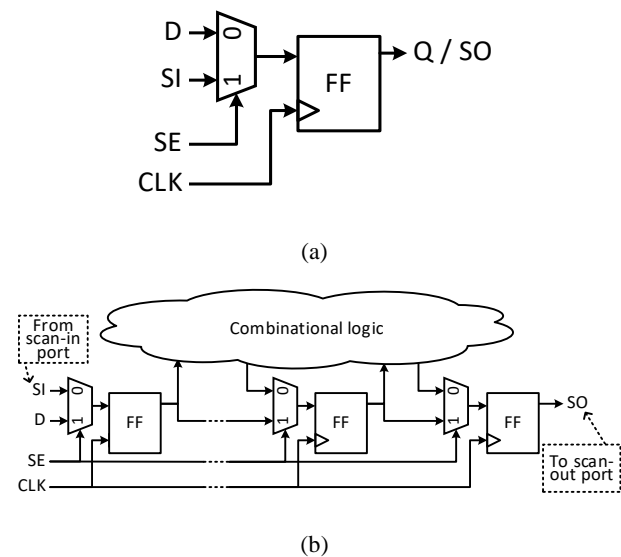 D
0
Q / SO
FF
SI
1
SE
CLK
(a)
From
scan-in
port
Combinational logic
SI
0
0
0
FF
FF
FF
SO
D
1
1
1
SE
CLK
To scan-
out port
(b)